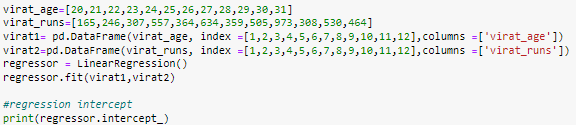 virat_age=[20,21,22,23,24,25,26,27,28,29,30,31]
virat_runs=[165,246,307,557,364,634,359,505,973,308,530,464]
virat1= pd.DataFrame(virat_age, index =[1,2,3,4,5,6,7,8,9,10,11,12],columns =['virat_age'])
virat2=pd.DataFrame(virat_runs, index =[1,2,3,4,5,6,7,8,9,10,11,12],columns =['virat_runs'])
regressor = LinearRegression()
regressor.fit(virat1,virat2)
#regression intercept
print(regressor.intercept_)